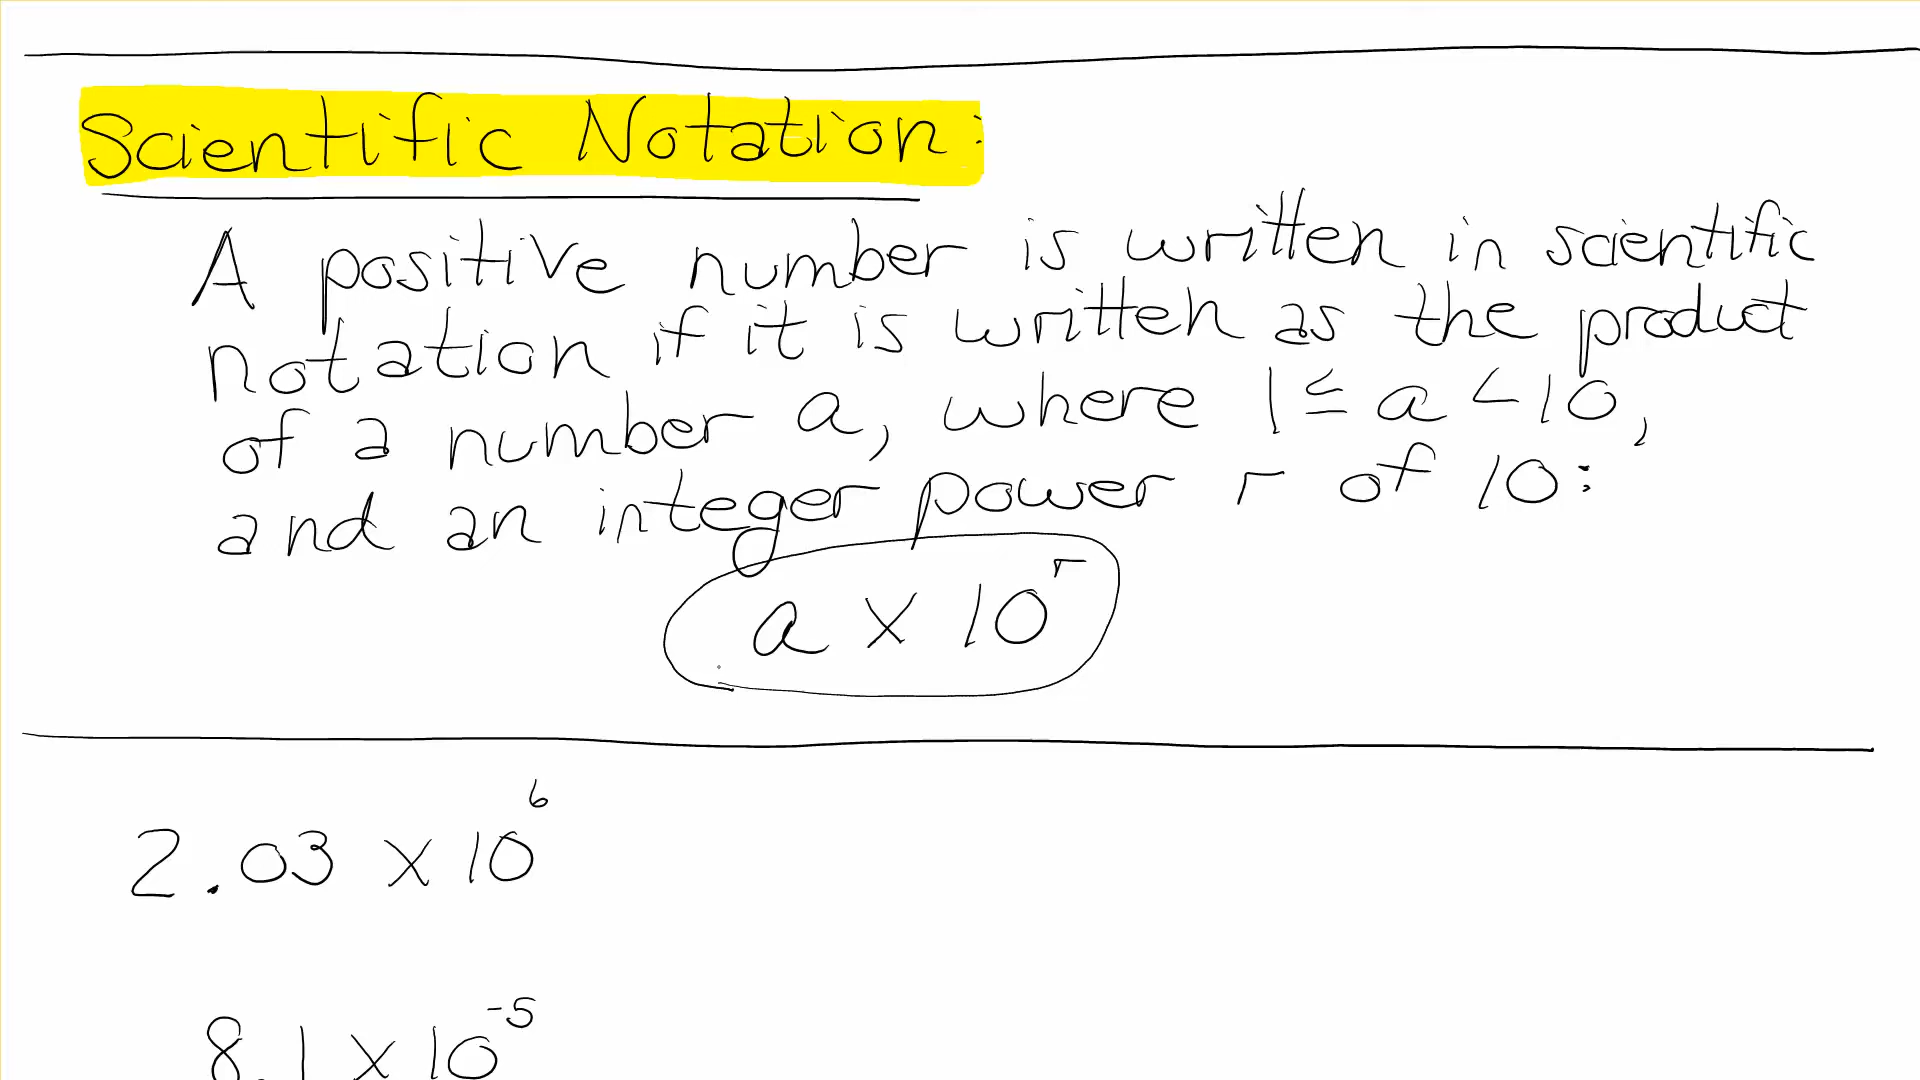 Scientific Notation:
A positive number is written in scientific
notation if it is written as the product
of a number a, where 1 ≤ a < 10,
and an integer power r of 10:
a × 10^r
2.03 × 10^6
8.1 × 10^-5